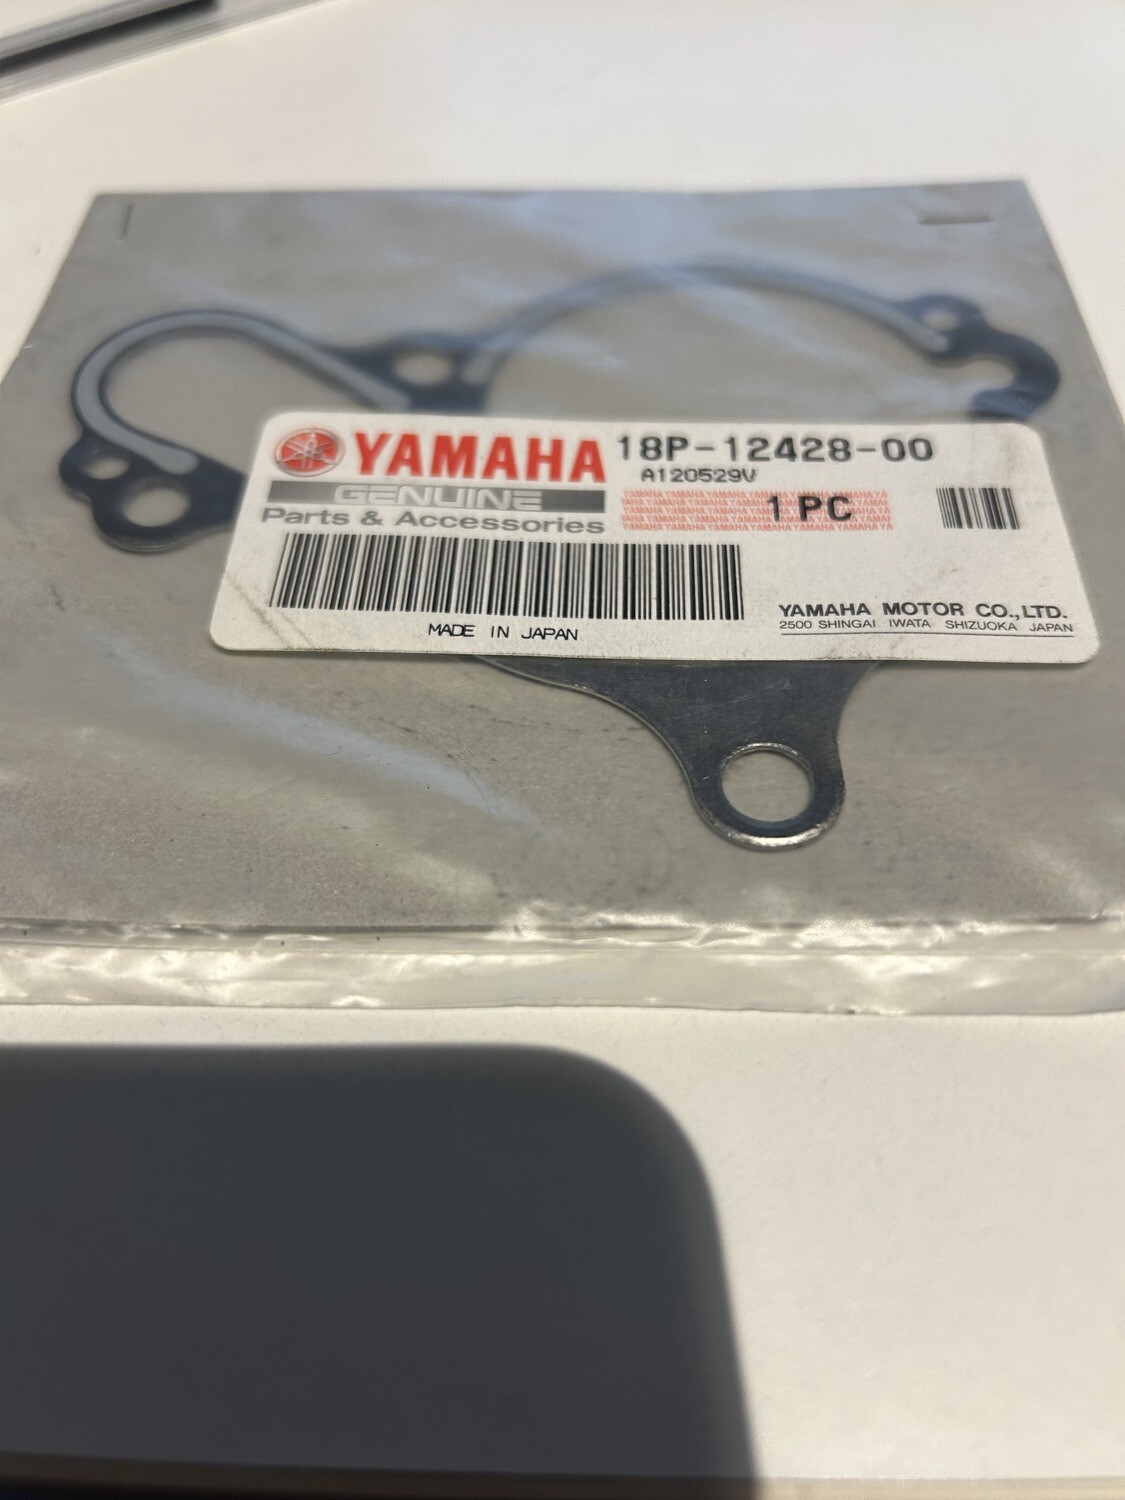 YAMAHA 18P-12428-00
A120529V
GENUINE
1 PC
Parts & Accessories
MADE IN JAPAN
YAMAHA MOTOR CO.,LTD.
2500 SHINGAI IWATA SHIZUOKA JAPAN